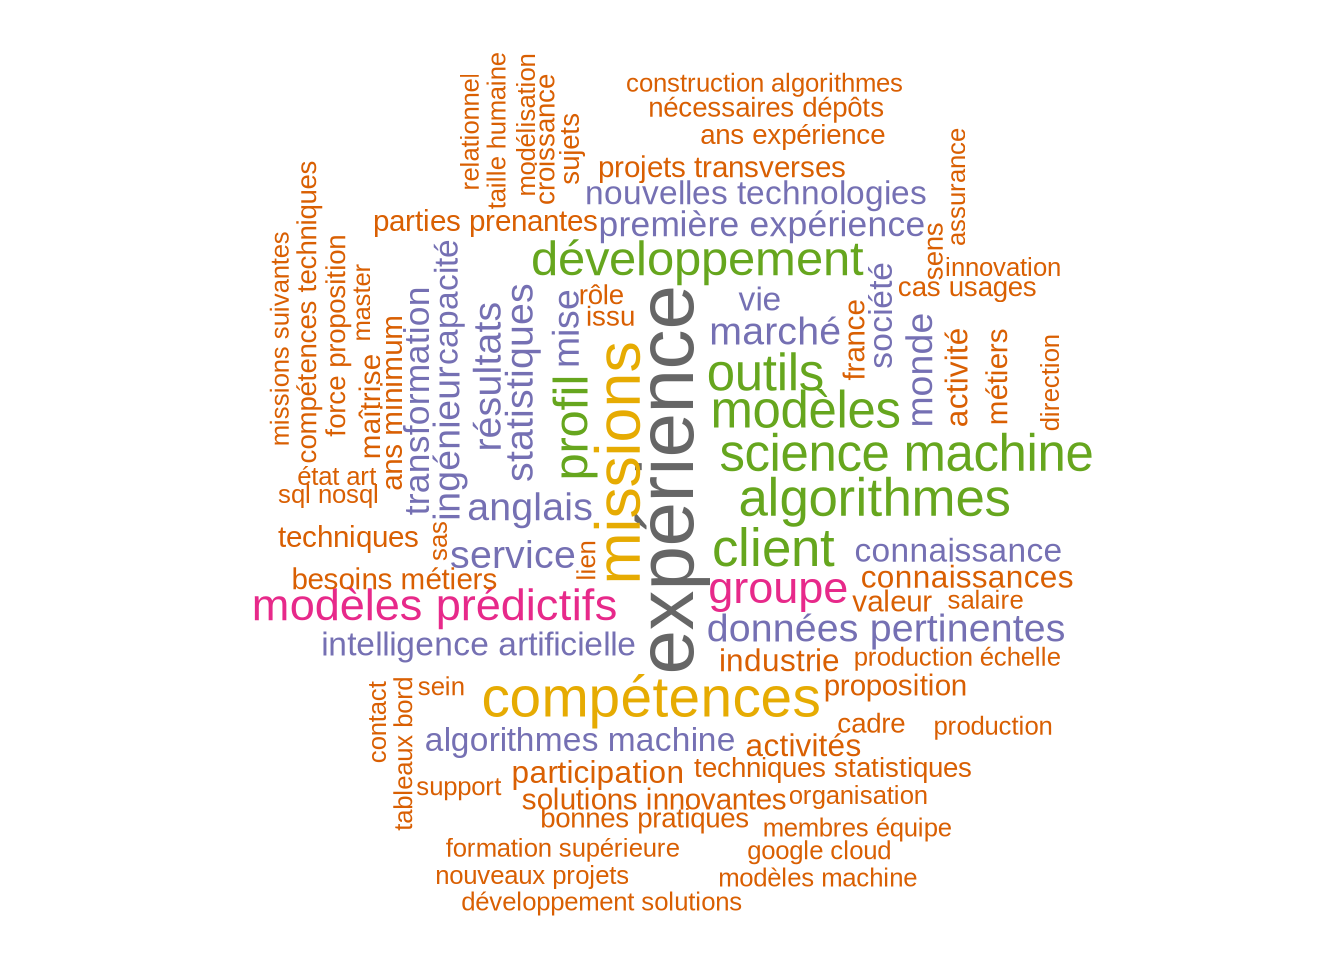 construction algorithmes
nécessaires dépôts
ans expérience
projets transverses
nouvelles technologies
première expérience
parties prenantes
développement
relationnel
taille humaine
modélisation
croissance
sujets
assurance
sens
innovation
cas usages
société
france
vie
marché
rôle
issu
mise
missions suivantes
compétences techniques
force proposition
master
maîtrise
ans minimum
transformation
ingénieur
capacité
résultats
statistiques
profil
missions
expérience
outils
modèles
monde
activité
métiers
direction
science machine
algorithmes
état art
sql nosql
anglais
techniques
sas
service
lien
client
connaissance
besoins métiers
connaissances
groupe
valeur
salaire
modèles prédictifs
données pertinentes
intelligence artificielle
industrie
production échelle
contact
tableaux bord
sein
compétences
proposition
cadre
production
algorithmes machine
activités
participation
techniques statistiques
support
solutions innovantes
organisation
bonnes pratiques
membres équipe
formation supérieure
google cloud
nouveaux projets
modèles machine
développement solutions